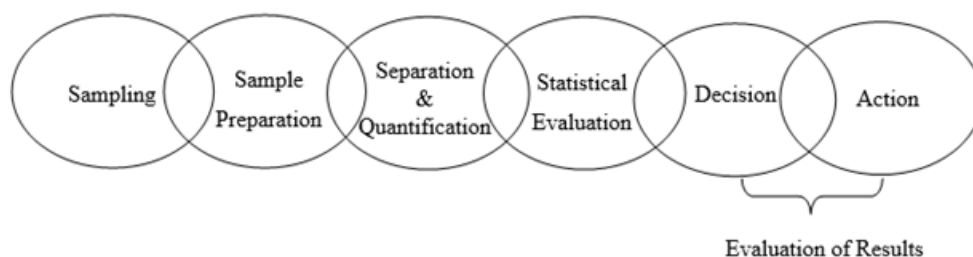 Sampling
Sample
Preparation
Separation
&
Quantification
Statistical
Evaluation
Decision
Action
Evaluation of Results